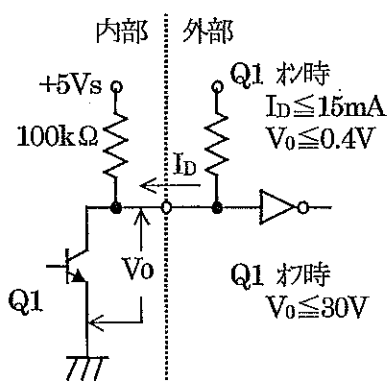 内部 外部
+5Vs
100kΩ
ID
Vo
Q1
Q1 オン時
ID≦15mA
V0≦0.4V
Q1 オフ時
V0≦30V